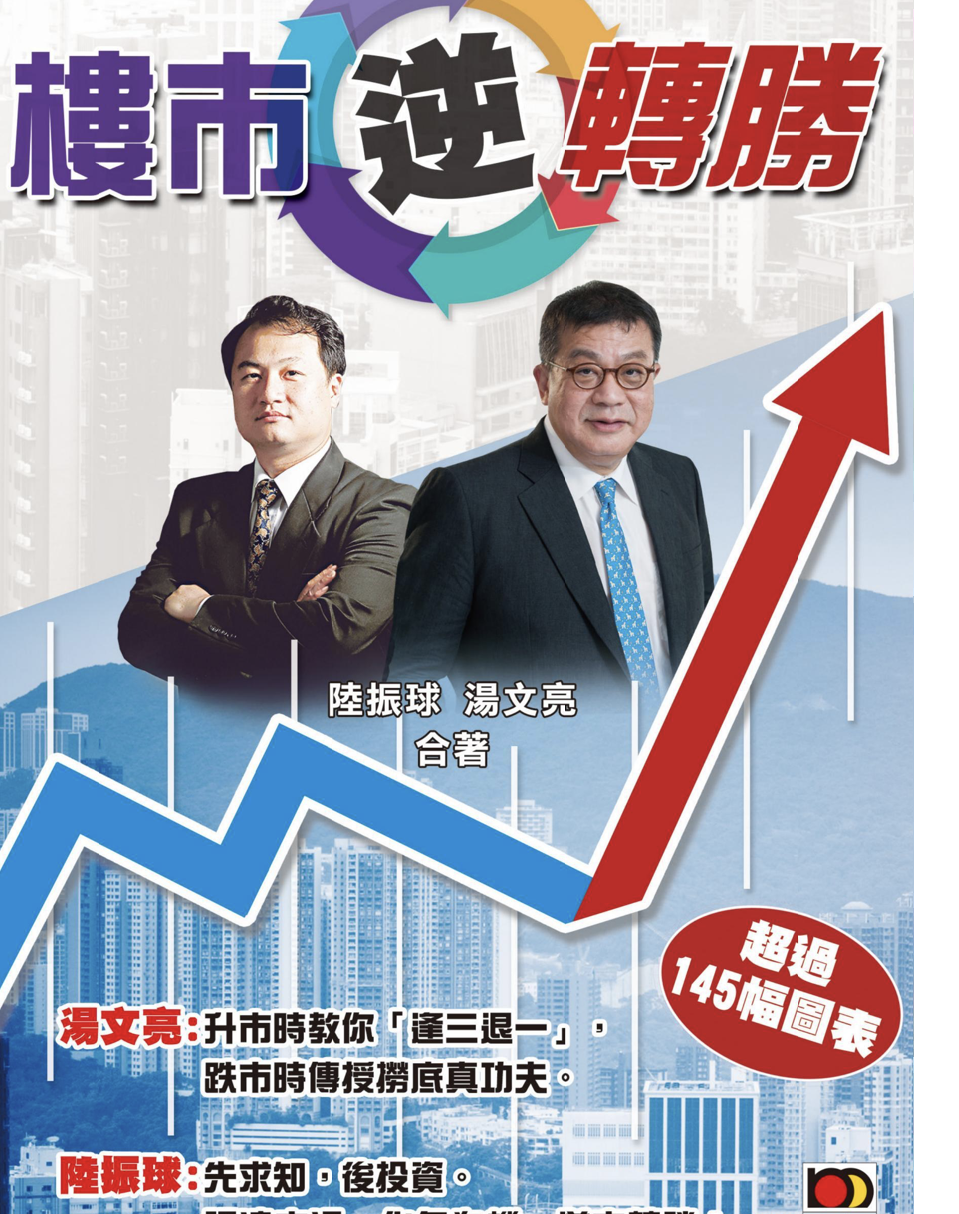 樓市逆轉勝
陸振球 湯文亮
合著
超過
145幅圖表
湯文亮:升市時教你「逢三退一」，
跌市時傳授撈底真功夫。
陸振球:先求知，後投資。